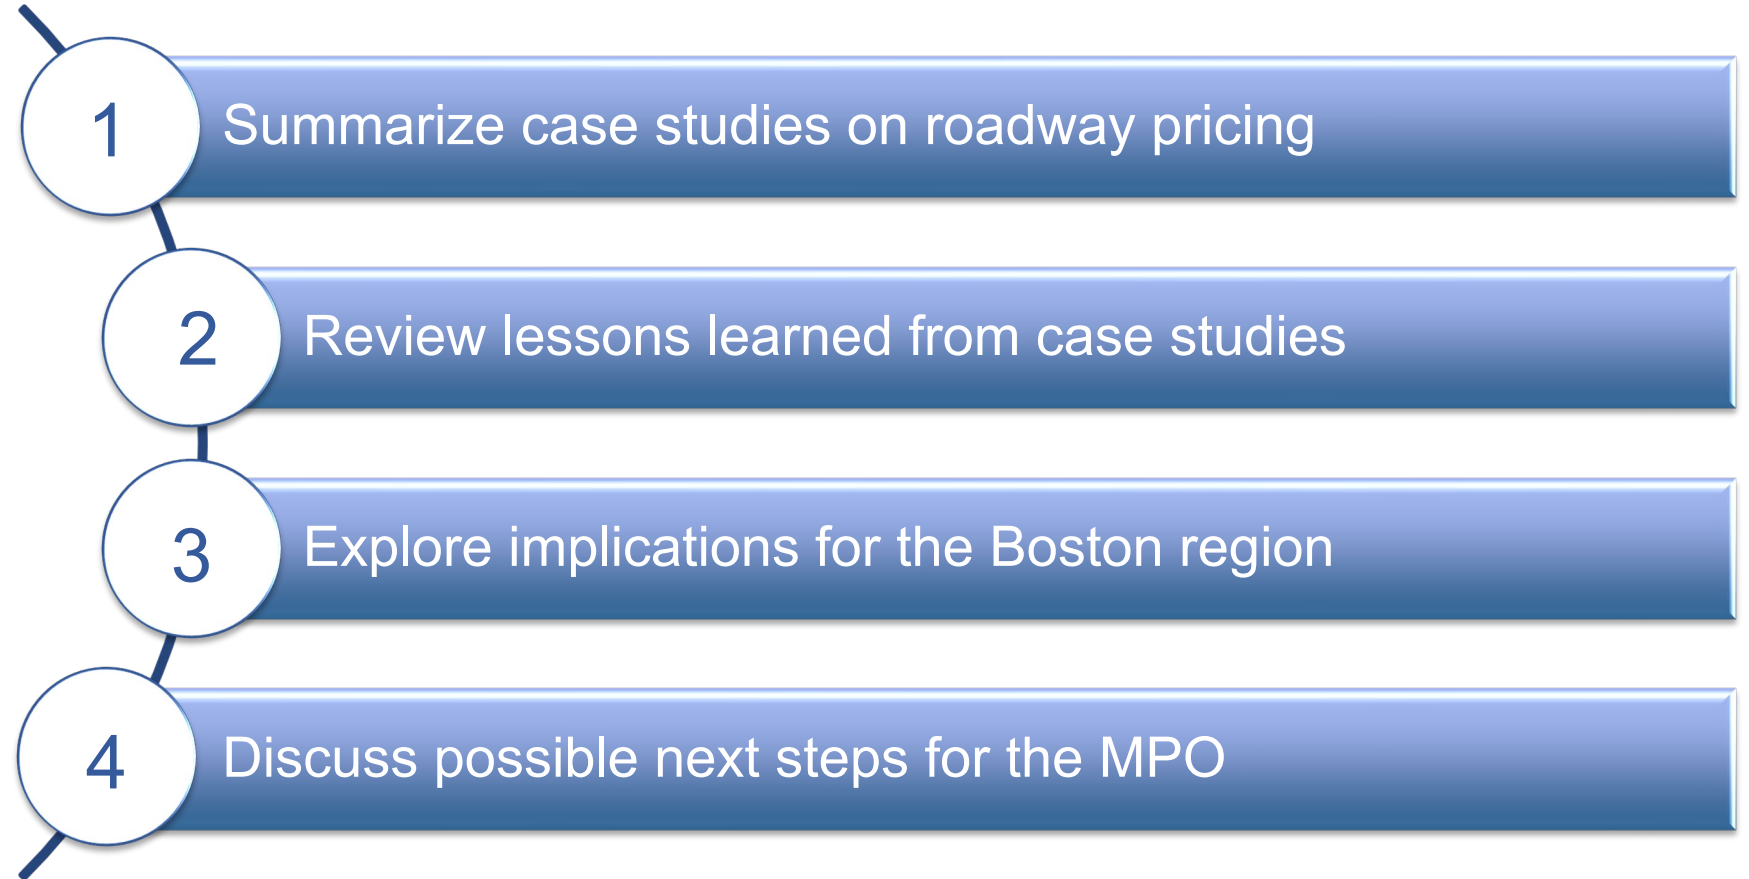 1 Summarize case studies on roadway pricing
2 Review lessons learned from case studies
3 Explore implications for the Boston region
4 Discuss possible next steps for the MPO